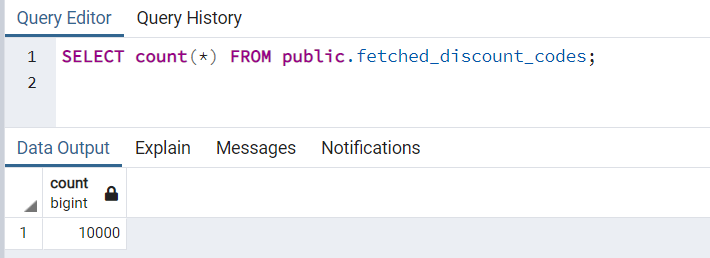 Query Editor Query History
1 SELECT count(*) FROM public.fetched_discount_codes;
2
Data Output Explain Messages Notifications
count
bigint
1 10000